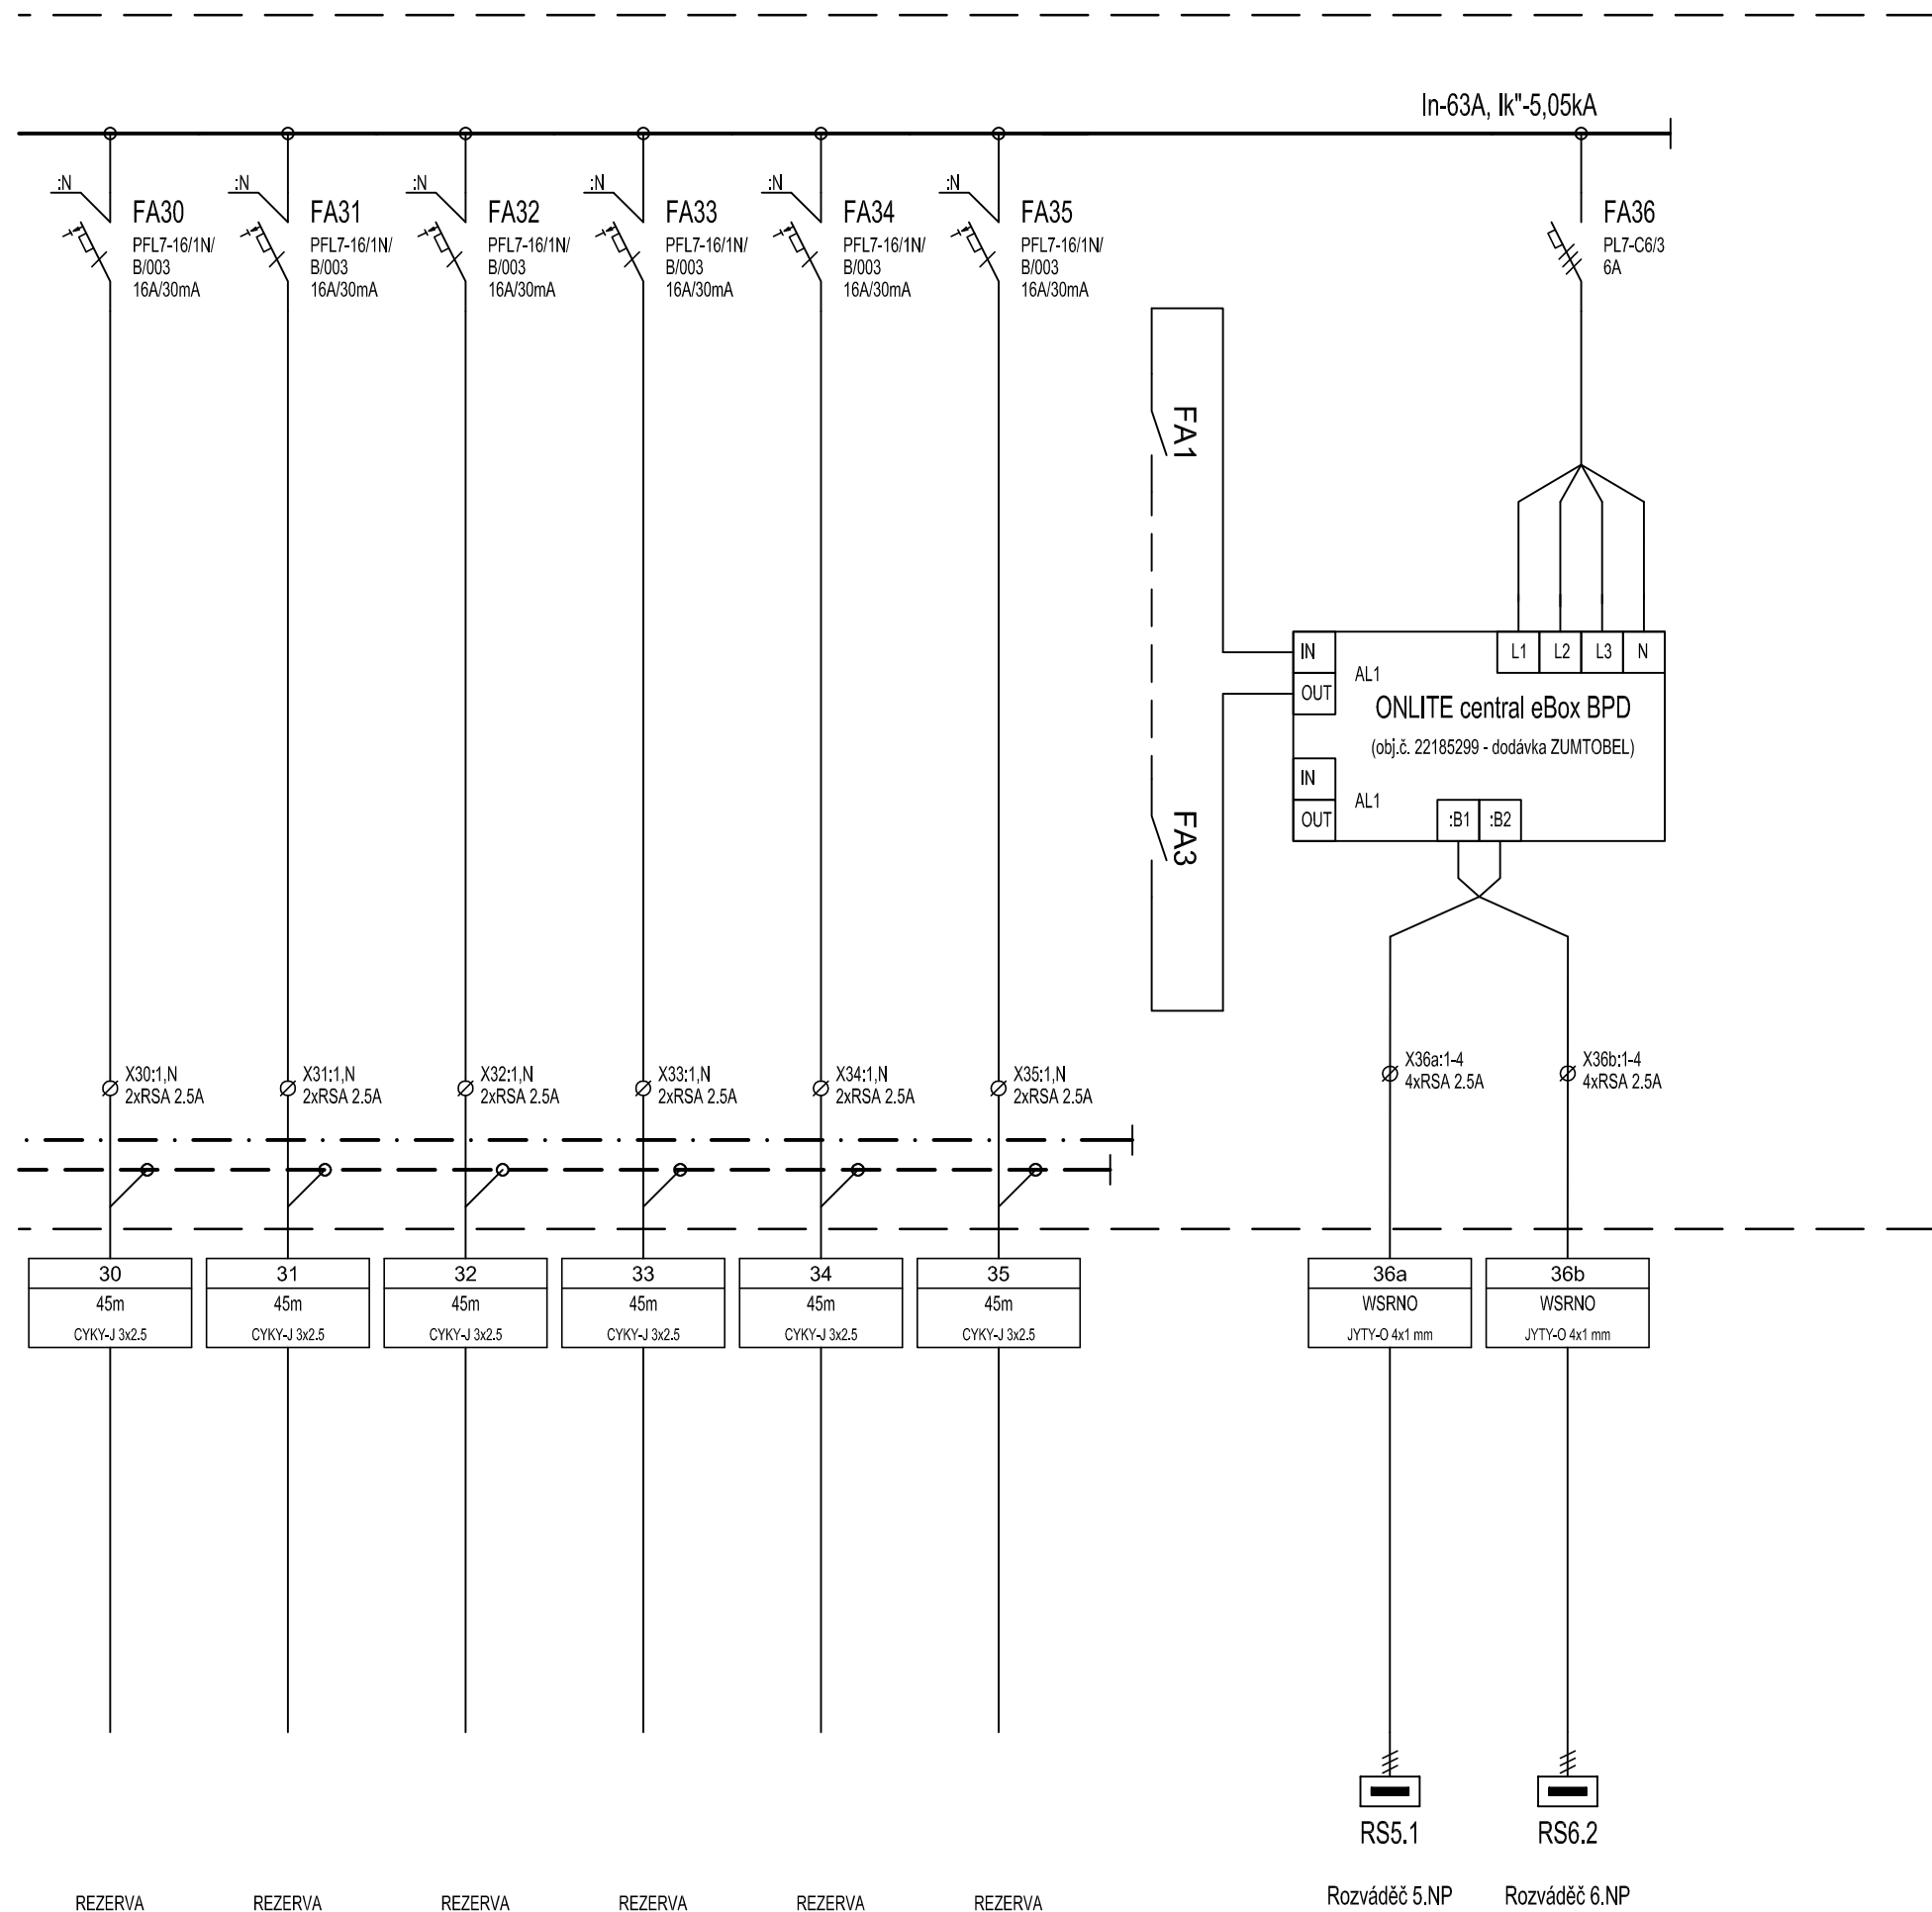 In-63A, Ik"-5,05kA
:N
FA30
PFL7-16/1N/
B/003
16A/30mA
:N
FA31
PFL7-16/1N/
B/003
16A/30mA
:N
FA32
PFL7-16/1N/
B/003
16A/30mA
:N
FA33
PFL7-16/1N/
B/003
16A/30mA
:N
FA34
PFL7-16/1N/
B/003
16A/30mA
:N
FA35
PFL7-16/1N/
B/003
16A/30mA
FA36
PL7-C6/3
6A
FA1
FA3
IN
OUT
AL1
L1 L2 L3 N
ONLITE central eBox BPD
(obj.č. 22185299 - dodávka ZUMTOBEL)
IN
OUT
AL1
:B1 :B2
X30:1,N
2xRSA 2.5A
X31:1,N
2xRSA 2.5A
X32:1,N
2xRSA 2.5A
X33:1,N
2xRSA 2.5A
X34:1,N
2xRSA 2.5A
X35:1,N
2xRSA 2.5A
X36a:1-4
4xRSA 2.5A
X36b:1-4
4xRSA 2.5A
30
45m
CYKY-J 3x2.5
31
45m
CYKY-J 3x2.5
32
45m
CYKY-J 3x2.5
33
45m
CYKY-J 3x2.5
34
45m
CYKY-J 3x2.5
35
45m
CYKY-J 3x2.5
36a
WSRNO
JYTY-O 4x1 mm
36b
WSRNO
JYTY-O 4x1 mm
RS5.1
RS6.2
REZERVA
REZERVA
REZERVA
REZERVA
REZERVA
REZERVA
Rozváděč 5.NP
Rozváděč 6.NP